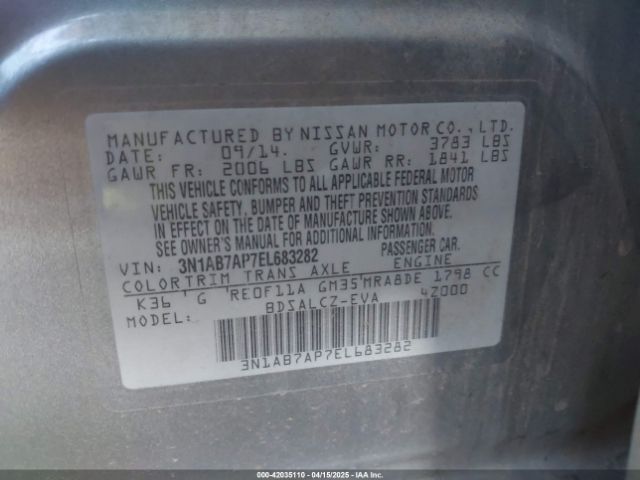 MANUFACTURED BY NISSAN MOTOR CO., LTD.
DATE: 09/14. GVWR: 3783 LBS
GAWR FR: 2006 LBS GAWR RR: 1841 LBS
THIS VEHICLE CONFORMS TO ALL APPLICABLE FEDERAL MOTOR
VEHICLE SAFETY, BUMPER AND THEFT PREVENTION STANDARDS
IN EFFECT ON THE DATE OF MANUFACTURE SHOWN ABOVE.
SEE OWNER'S MANUAL FOR ADDITIONAL INFORMATION.
VIN: 3N1AB7AP7EL683282 PASSENGER CAR.
COLOR TRIM TRANS AXLE ENGINE
K36 G RE0F11A GM35 MRA8DE 1798 CC
MODEL: BDSALCZ-EVA 42000
3N1AB7AP7EL683282
000-42035110 - 04/15/2025 - IAAI.COM